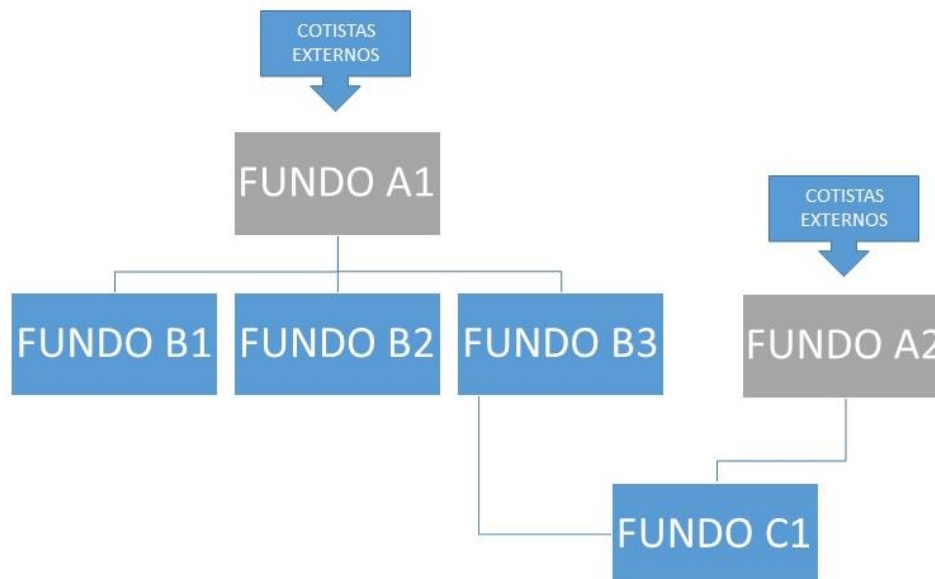 COTISTAS
EXTERNOS
FUNDO A1
COTISTAS
EXTERNOS
FUNDO B1
FUNDO B2
FUNDO B3
FUNDO A2
FUNDO C1